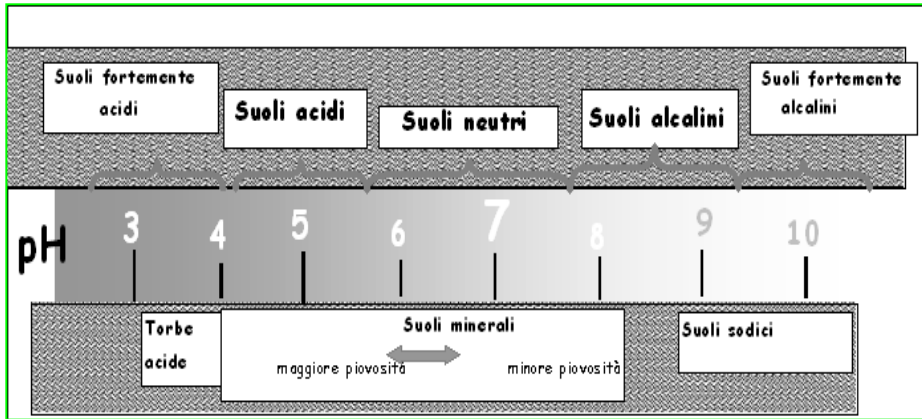 Suoli fortemente
acidi
Suoli acidi
Suoli neutri
Suoli alcalini
Suoli fortemente
alcalini
pH 3 4 5 6 7 8 9 10
Torbe
acide
Suoli minerali
maggiore piovosità minore piovosità
Suoli sodici